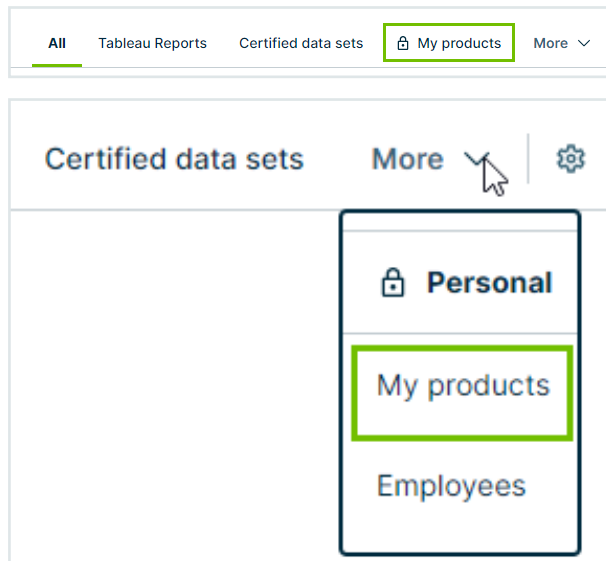 All Tableau Reports Certified data sets My products More
Certified data sets More
Personal
My products
Employees